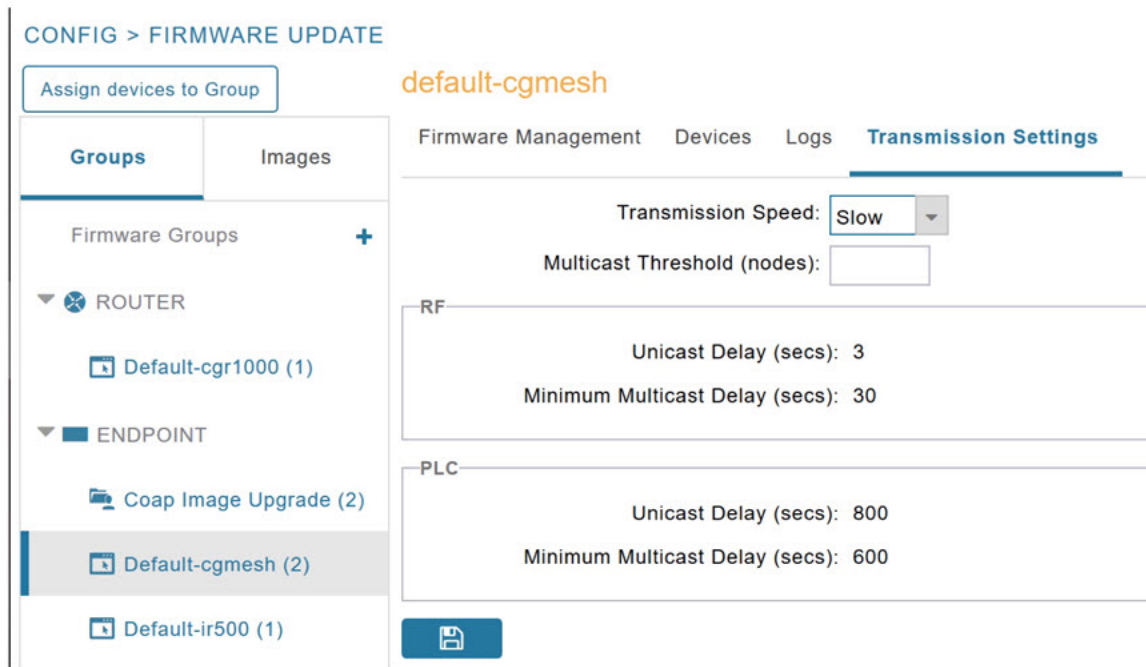 CONFIG > FIRMWARE UPDATE
Assign devices to Group
Groups
Images
Firmware Groups +
ROUTER
Default-cgr1000 (1)
ENDPOINT
Coap Image Upgrade (2)
Default-cgmesh (2)
Default-ir500 (1)
default-cgmesh
Firmware Management Devices Logs Transmission Settings
Transmission Speed: Slow
Multicast Threshold (nodes):
RF
Unicast Delay (secs): 3
Minimum Multicast Delay (secs): 30
PLC
Unicast Delay (secs): 800
Minimum Multicast Delay (secs): 600